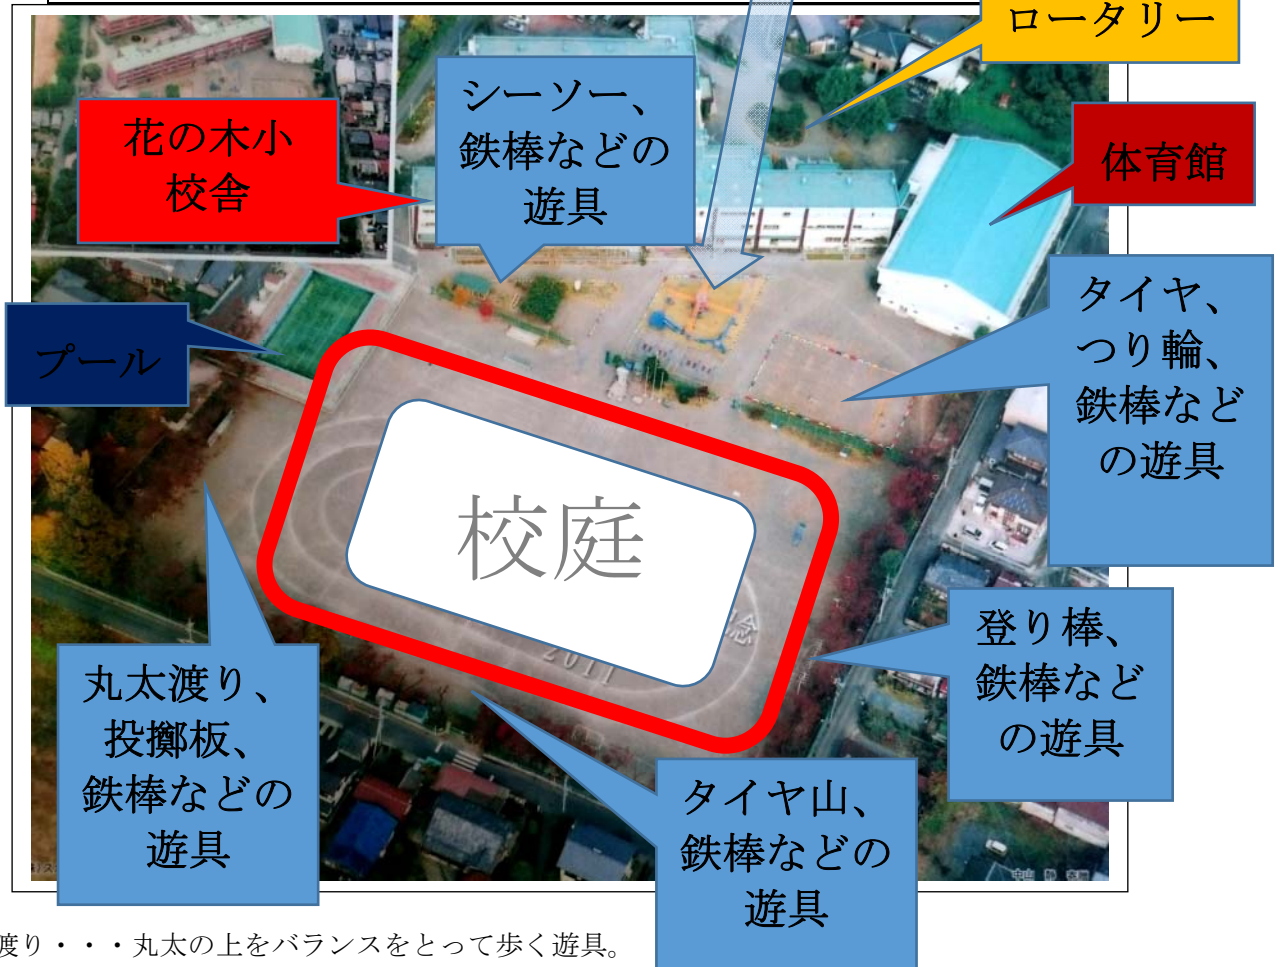 ロータリー
シーソー、
鉄棒などの
遊具
花の木小
校舎
体育館
タイヤ、
つり輪、
鉄棒など
の遊具
プール
校庭
念
2011
登り棒、
鉄棒など
の遊具
丸太渡り、
投擲板、
鉄棒などの
遊具
タイヤ山、
鉄棒などの
遊具
渡り・・・丸太の上をバランスをとって歩く遊具。